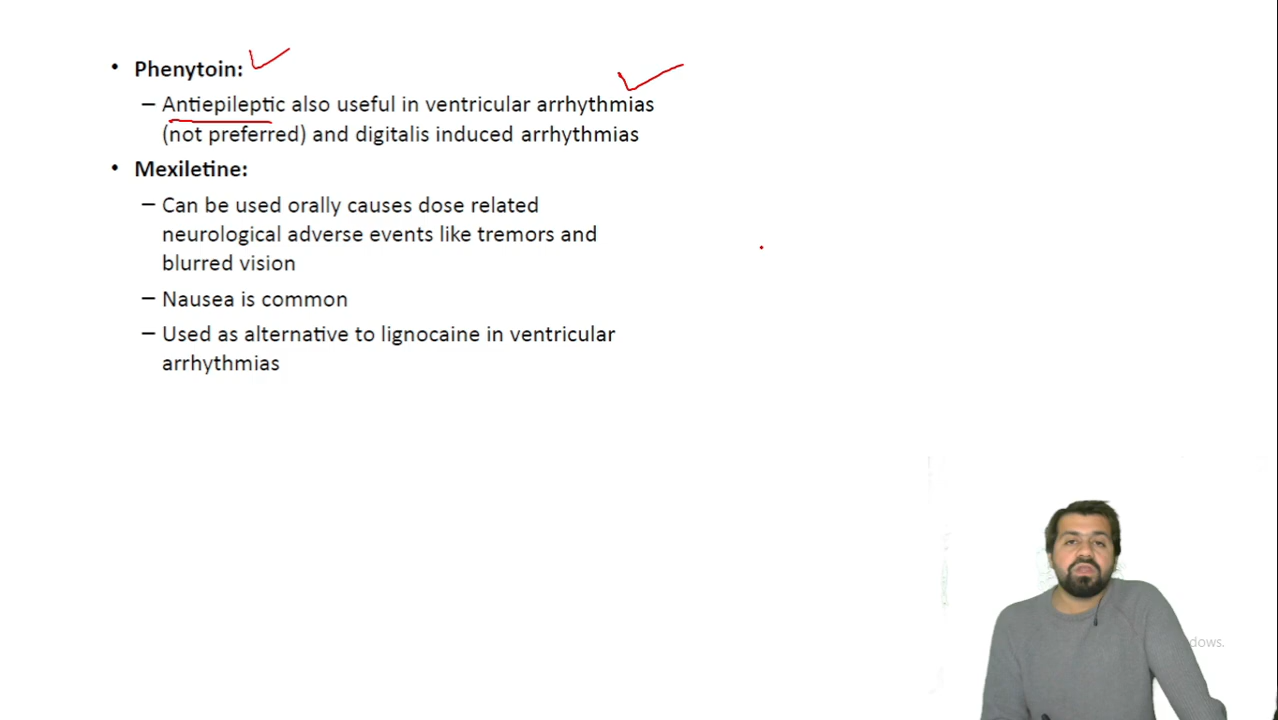 • Phenytoin:
– Antiepileptic also useful in ventricular arrhythmias
(not preferred) and digitalis induced arrhythmias
• Mexiletine:
– Can be used orally causes dose related
neurological adverse events like tremors and
blurred vision
– Nausea is common
– Used as alternative to lignocaine in ventricular
arrhythmias
dows.